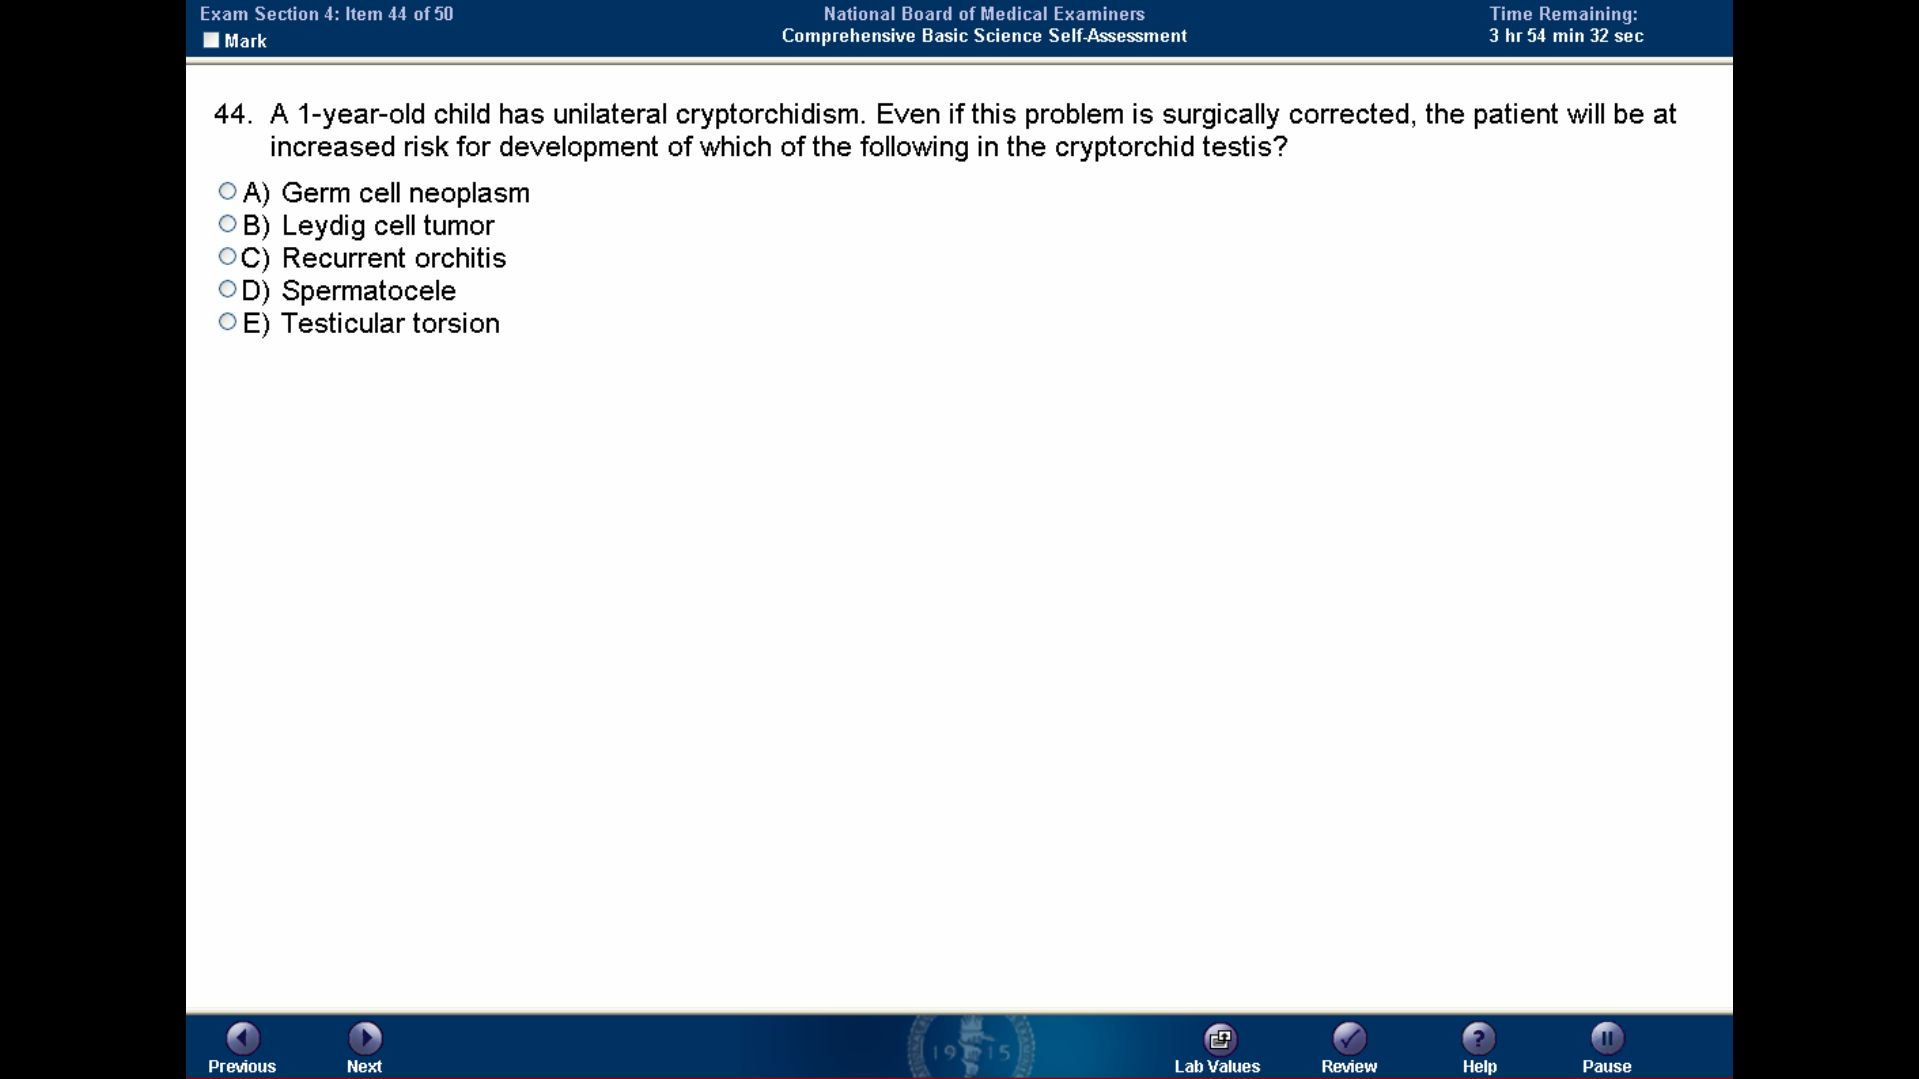 Exam Section 4: Item 44 of 50
National Board of Medical Examiners
Time Remaining:
Mark
Comprehensive Basic Science Self-Assessment
3 hr 54 min 32 sec
44. A 1-year-old child has unilateral cryptorchidism. Even if this problem is surgically corrected, the patient will be at
increased risk for development of which of the following in the cryptorchid testis?
A) Germ cell neoplasm
B) Leydig cell tumor
C) Recurrent orchitis
D) Spermatocele
E) Testicular torsion
1915
Previous
Next
Lab Values
Review
Help
Pause